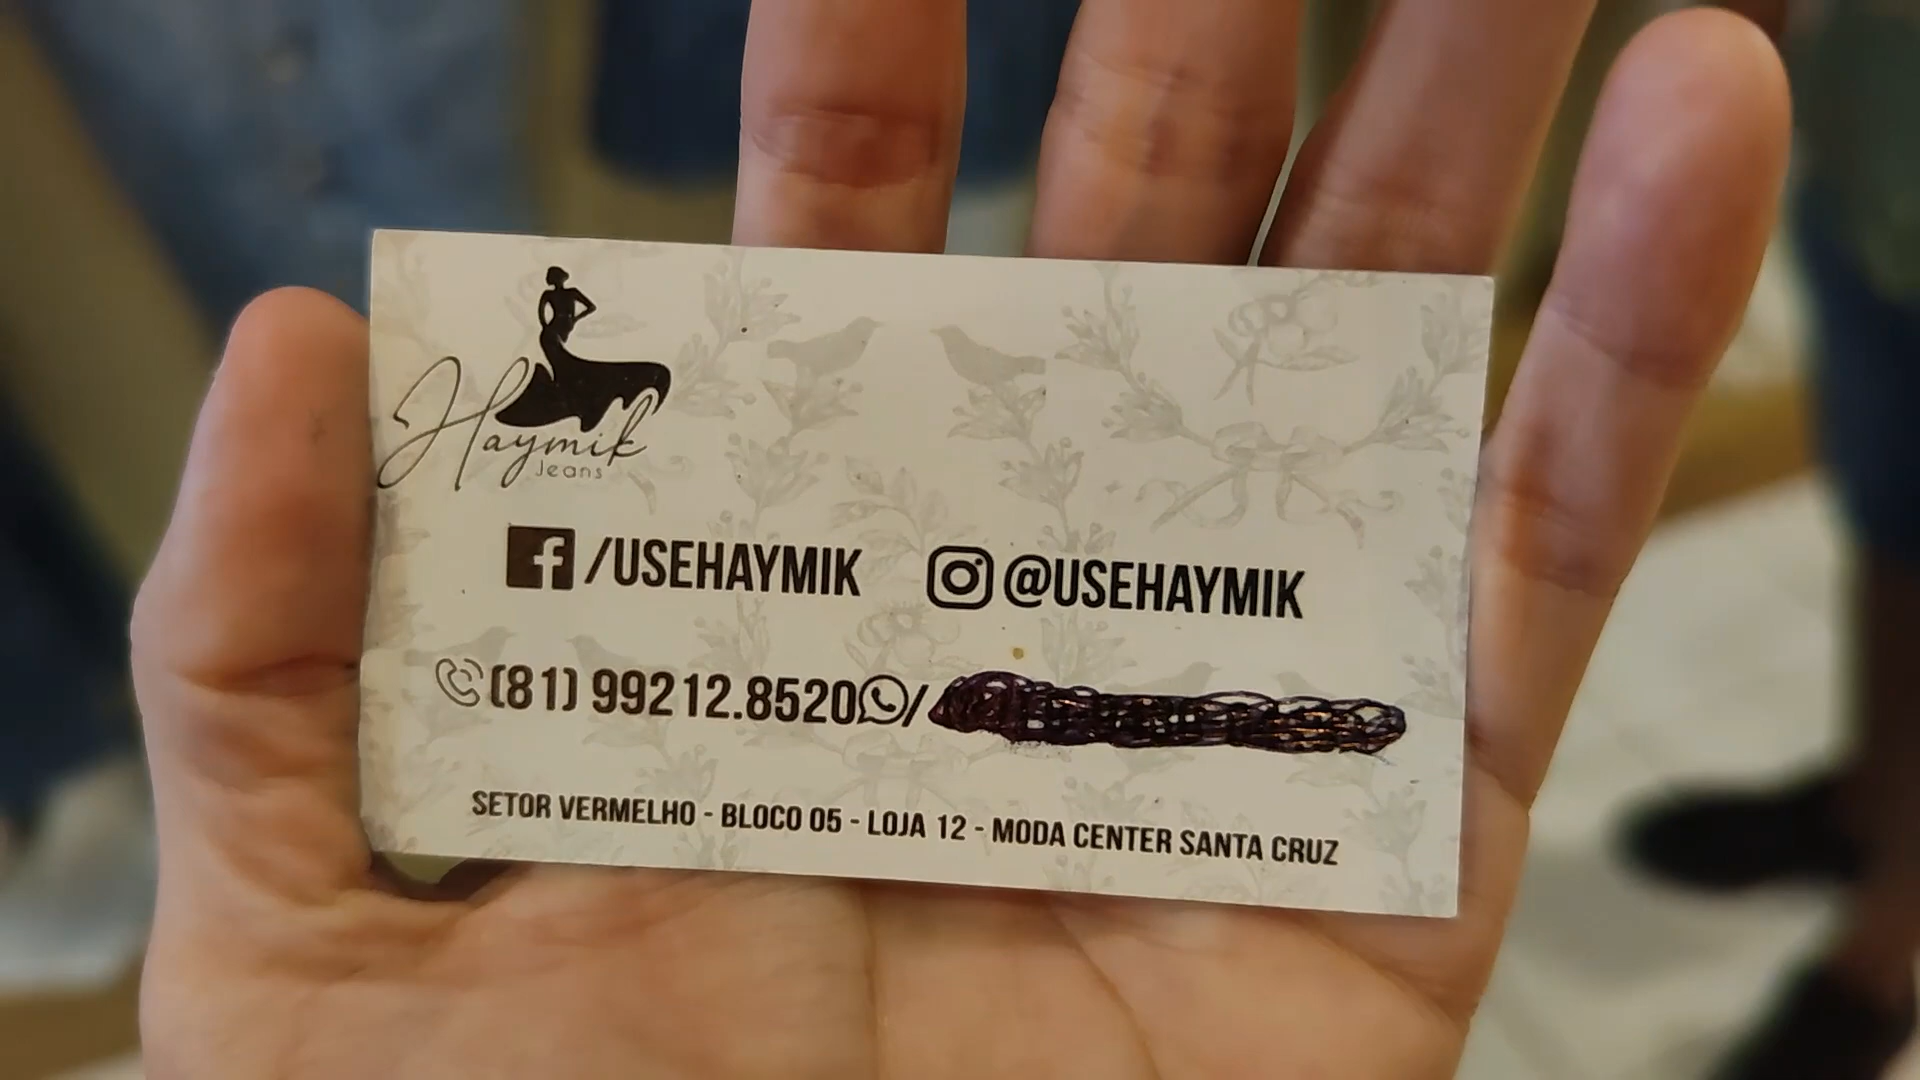 Haymik
Jeans
/USEHAYMIK @USEHAYMIK
(81) 99212.8520 /
SETOR VERMELHO - BLOCO 05 - LOJA 12 - MODA CENTER SANTA CRUZ